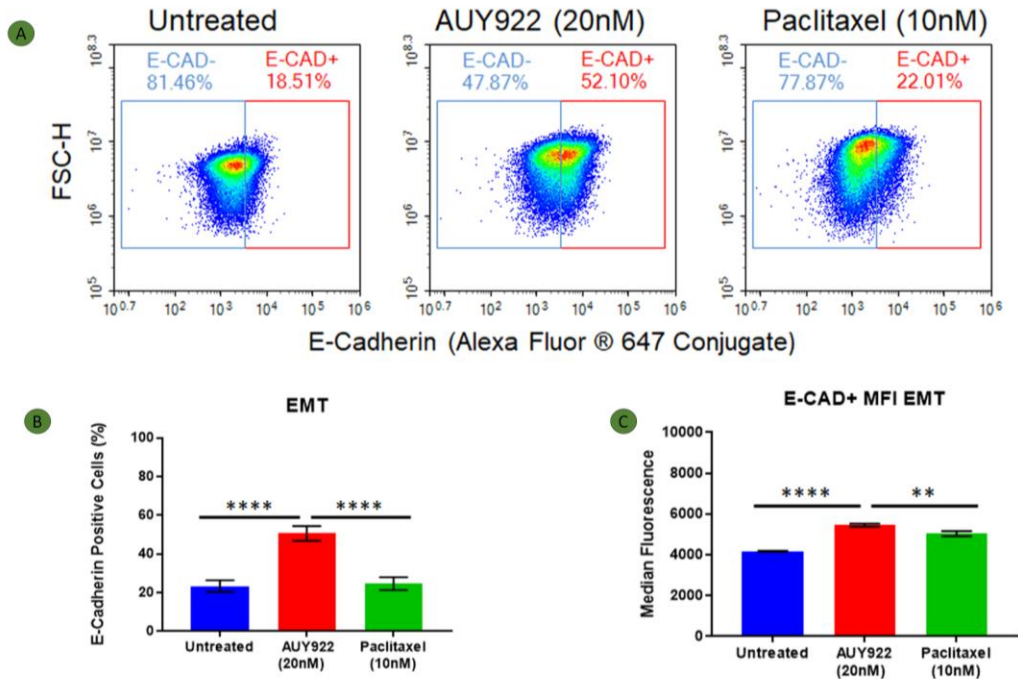 A
Untreated
AUY922 (20nM)
Paclitaxel (10nM)
FSC-H
10^8.3
10^7
10^6
10^5
E-CAD-
81.46%
E-CAD+
18.51%
10^0.7 10^2 10^3 10^4 10^5 10^6
10^8.3
10^7
10^6
10^5
E-CAD-
47.87%
E-CAD+
52.10%
10^0.7 10^2 10^3 10^4 10^5 10^6
10^8.3
10^7
10^6
10^5
E-CAD-
77.87%
E-CAD+
22.01%
10^0.7 10^2 10^3 10^4 10^5 10^6
E-Cadherin (Alexa Fluor ® 647 Conjugate)
B
EMT
E-Cadherin Positive Cells (%)
100
80
60
40
20
0
**** ****
Untreated
AUY922
(20nM)
Paclitaxel
(10nM)
C
E-CAD+ MFI EMT
Median Fluorescence
10000
8000
6000
4000
2000
0
**** **
Untreated
AUY922
(20nM)
Paclitaxel
(10nM)